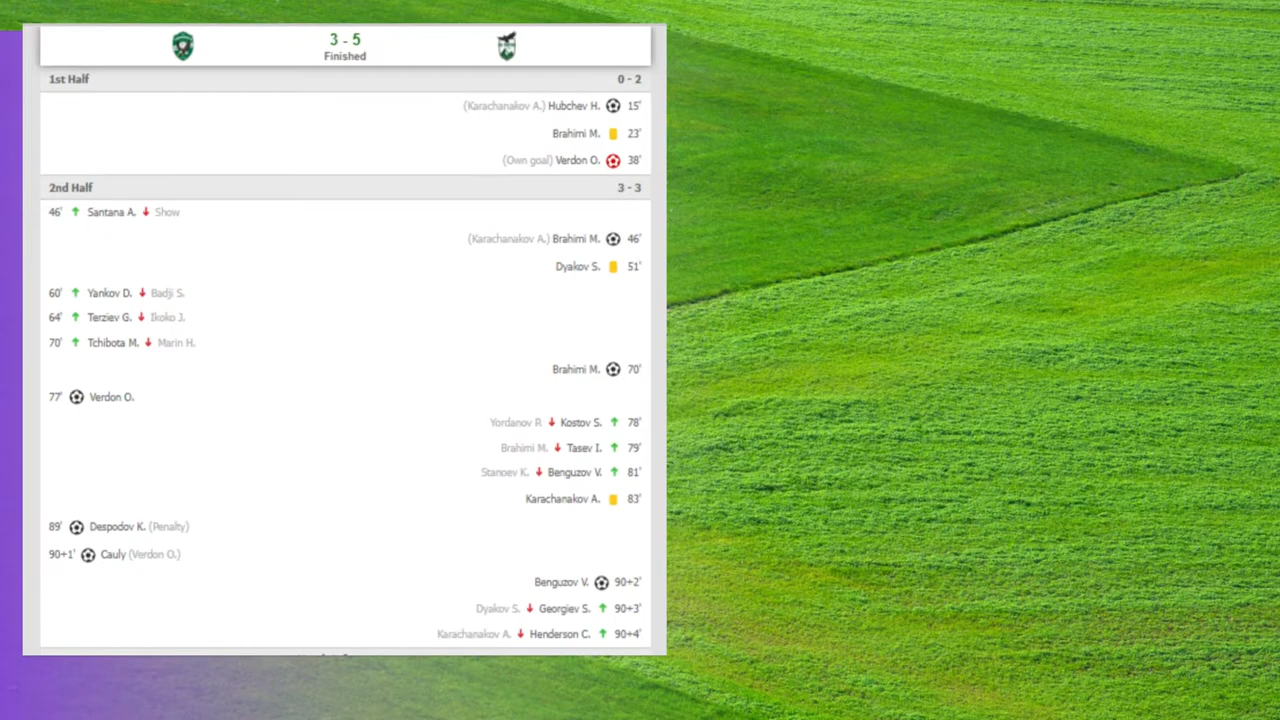 3 - 5
Finished
1st Half 0 - 2
(Karachanakov A.) Hubchev H. 15'
Brahimi M. 23'
(Own goal) Verdon O. 38'
2nd Half 3 - 3
46' Santana A. Show
(Karachanakov A.) Brahimi M. 46'
Dyakov S. 51'
60' Yankov D. Badji S.
64' Terziev G. Ikoko J.
70' Tchibota M. Marin H.
Brahimi M. 70'
77' Verdon O.
Yordanov P. Kostov S. 78'
Brahimi M. Tasev I. 79'
Stanoev K. Benguzov V. 81'
Karachanakov A. 83'
89' Despodov K. (Penalty)
90+1' Cauly (Verdon O.)
Benguzov V. 90+2'
Dyakov S. Georgiev S. 90+3'
Karachanakov A. Henderson C. 90+4'